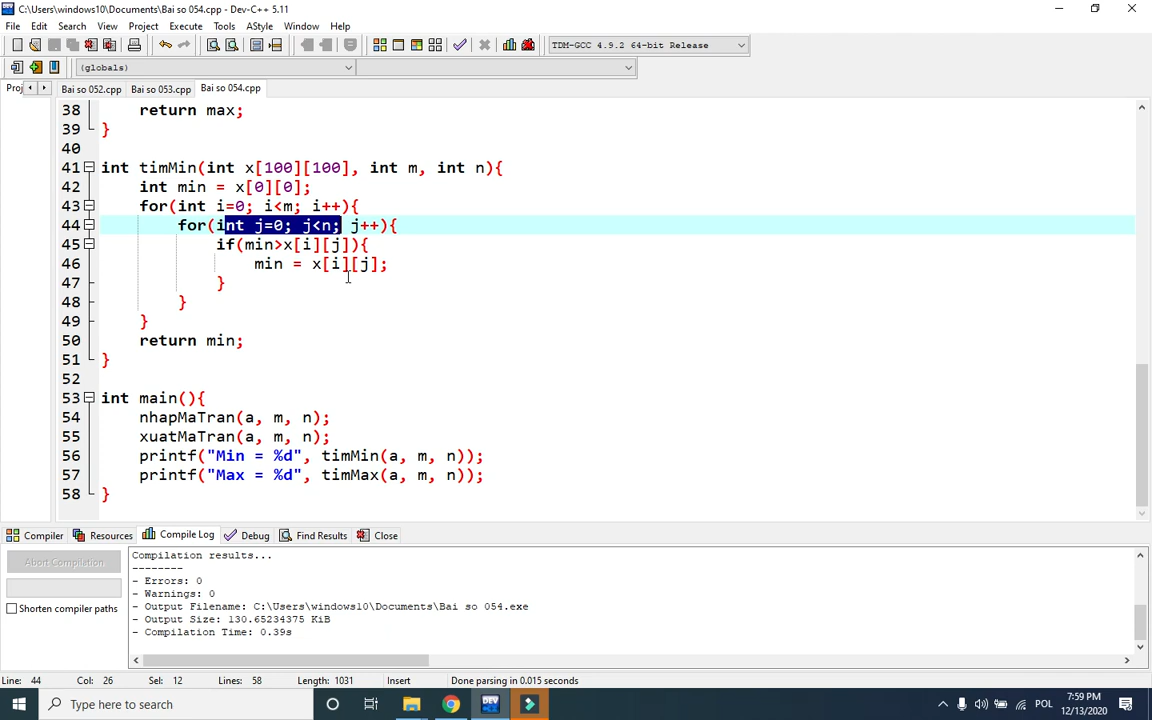 C:\Users\windows10\Documents\Bai so 054.cpp - Dev-C++ 5.11
File Edit Search View Project Execute Tools AStyle Window Help
TDM-GCC 4.9.2 64-bit Release
(globals)
Proj Bai so 052.cpp Bai so 053.cpp Bai so 054.cpp
38 return max;
39 }
40
41 int timMin(int x[100][100], int m, int n){
42 int min = x[0][0];
43 for(int i=0; i<m; i++){
44 for(int j=0; j<n; j++){
45 if(min>x[i][j]){
46 min = x[i][j];
47 }
48 }
49 }
50 return min;
51 }
52
53 int main(){
54 nhapMaTran(a, m, n);
55 xuatMaTran(a, m, n);
56 printf("Min = %d", timMin(a, m, n));
57 printf("Max = %d", timMax(a, m, n));
58 }
Compiler Resources Compile Log Debug Find Results Close
Abort Compilation
Shorten compiler paths
Compilation results...
--------
- Errors: 0
- Warnings: 0
- Output Filename: C:\Users\windows10\Documents\Bai so 054.exe
- Output Size: 130.65234375 KiB
- Compilation Time: 0.39s
Line: 44 Col: 26 Sel: 12 Lines: 58 Length: 1031 Insert Done parsing in 0.015 seconds
Type here to search
DEV
POL
7:59 PM
12/13/2020